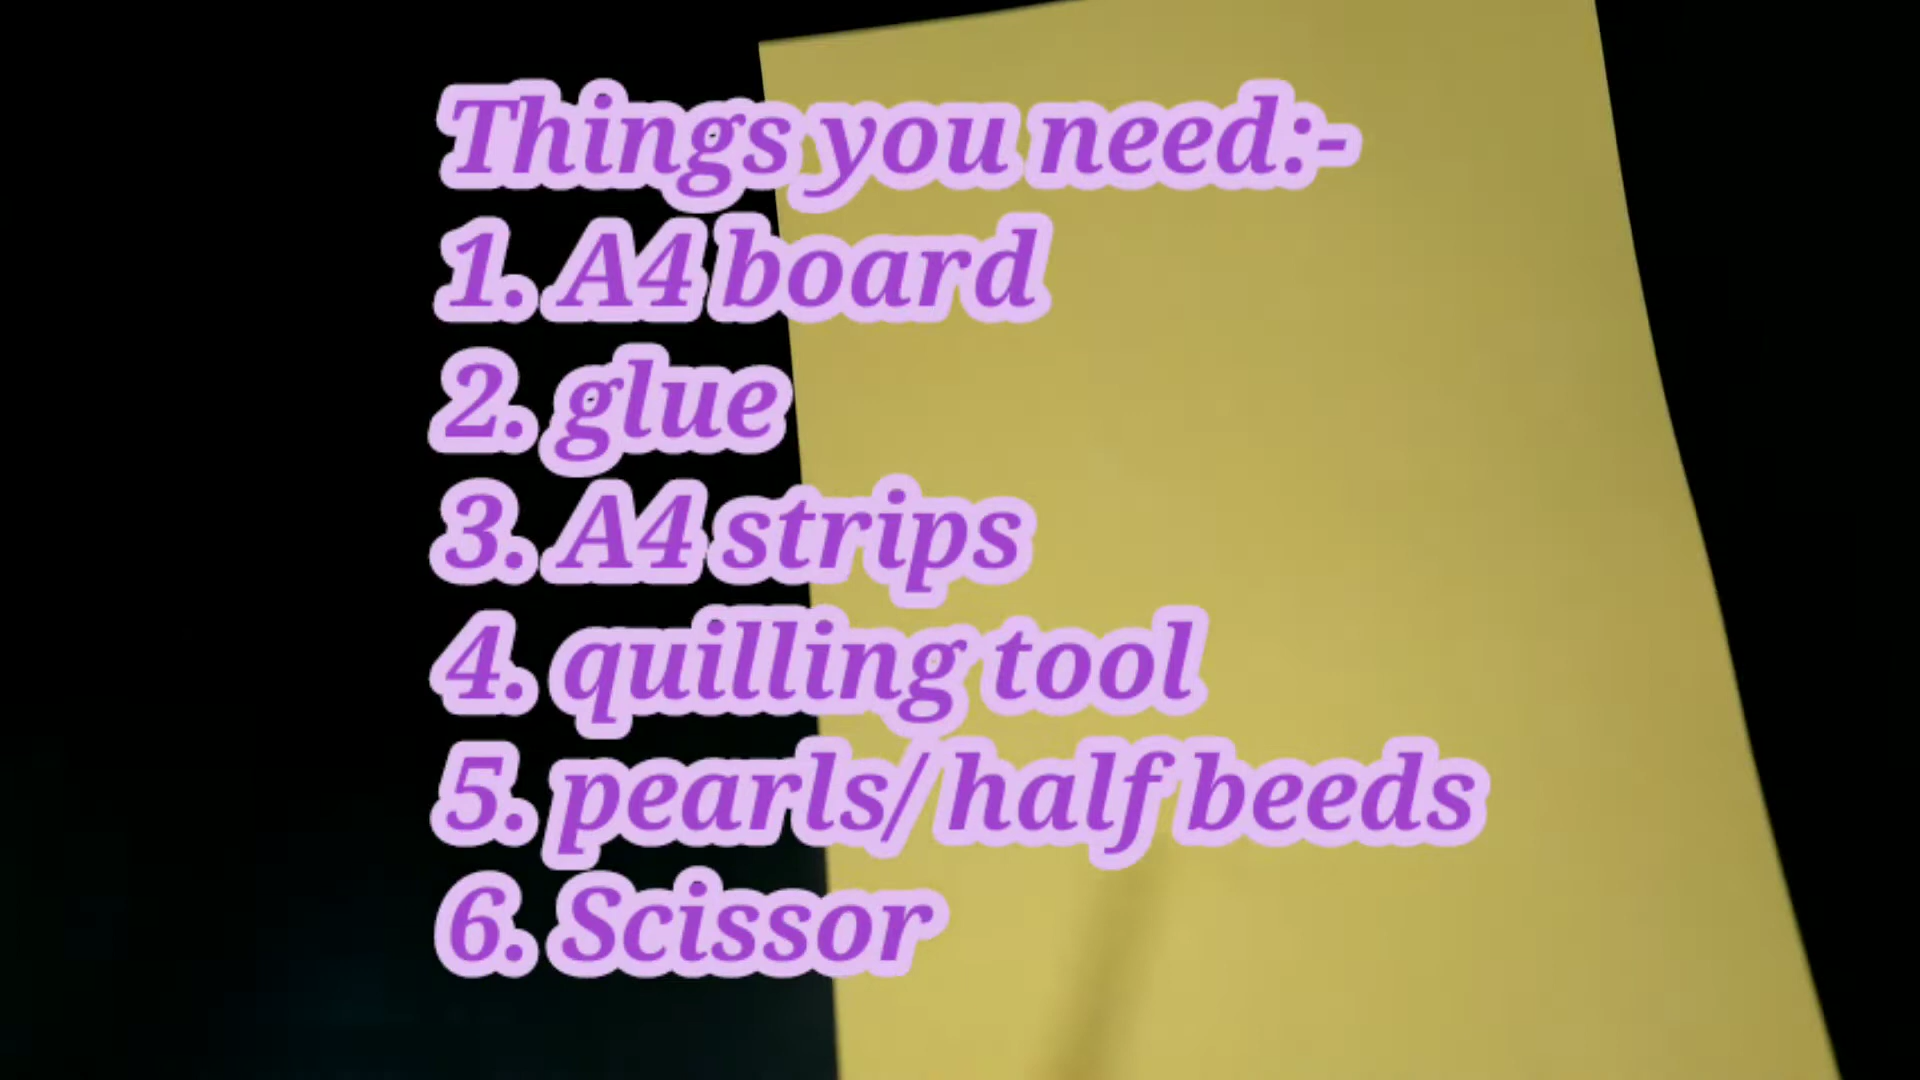 Things you need:-
1. A4 board
2. glue
3. A4 strips
4. quilling tool
5. pearls/ half beeds
6. Scissor